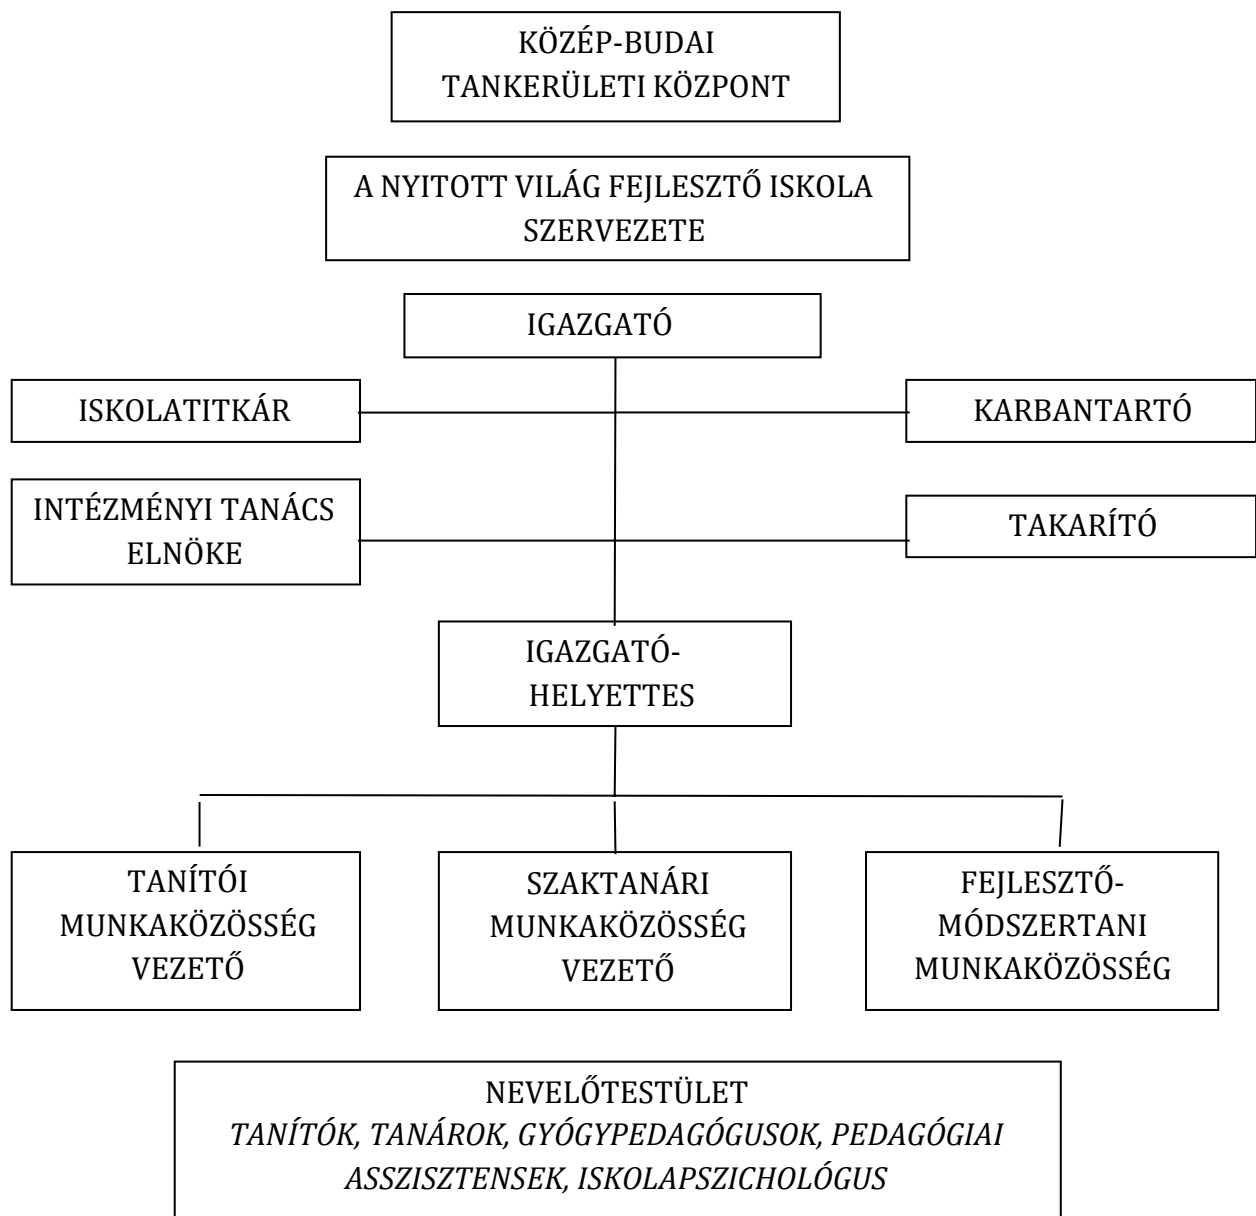 KÖZÉP-BUDAI
TANKERÜLETI KÖZPONT
A NYITOTT VILÁG FEJLESZTŐ ISKOLA
SZERVEZETE
IGAZGATÓ
ISKOLATITKÁR
KARBANTARTÓ
INTÉZMÉNYI TANÁCS
ELNÖKE
TAKARÍTÓ
IGAZGATÓ-
HELYETTES
TANÍTÓI
MUNKAKÖZÖSSÉG
VEZETŐ
SZAKTANÁRI
MUNKAKÖZÖSSÉG
VEZETŐ
FEJLESZTŐ-
MÓDSZERTANI
MUNKAKÖZÖSSÉG
NEVELŐTESTÜLET
TANÍTÓK, TANÁROK, GYÓGYPEDAGÓGUSOK, PEDAGÓGIAI
ASSZISZTENSEK, ISKOLAPSZICHOLÓGUS